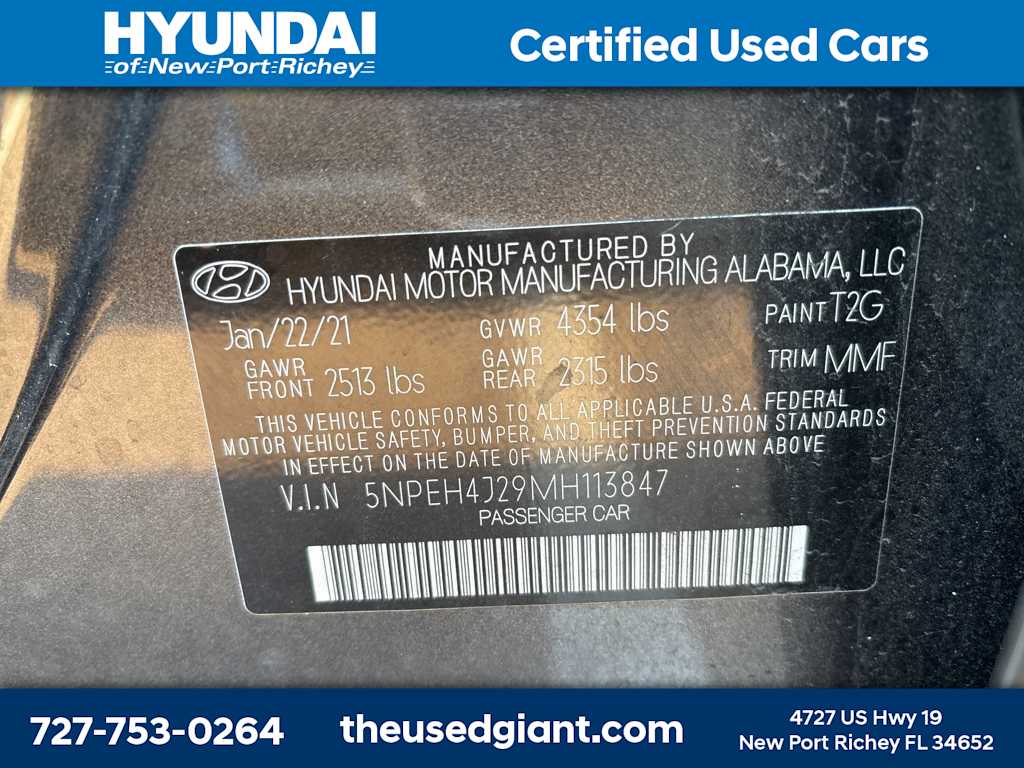 HYUNDAI
of New Port Richey
Certified Used Cars
MANUFACTURED BY
HYUNDAI MOTOR MANUFACTURING ALABAMA, LLC
Jan/22/21 GVWR 4354 lbs PAINT T2G
GAWR FRONT 2513 lbs GAWR REAR 2315 lbs TRIM MMF
THIS VEHICLE CONFORMS TO ALL APPLICABLE U.S.A. FEDERAL
MOTOR VEHICLE SAFETY, BUMPER, AND THEFT PREVENTION STANDARDS
IN EFFECT ON THE DATE OF MANUFACTURE SHOWN ABOVE
V.I.N 5NPEH4J29MH113847
PASSENGER CAR
727-753-0264
theusedgiant.com
4727 US Hwy 19
New Port Richey FL 34652